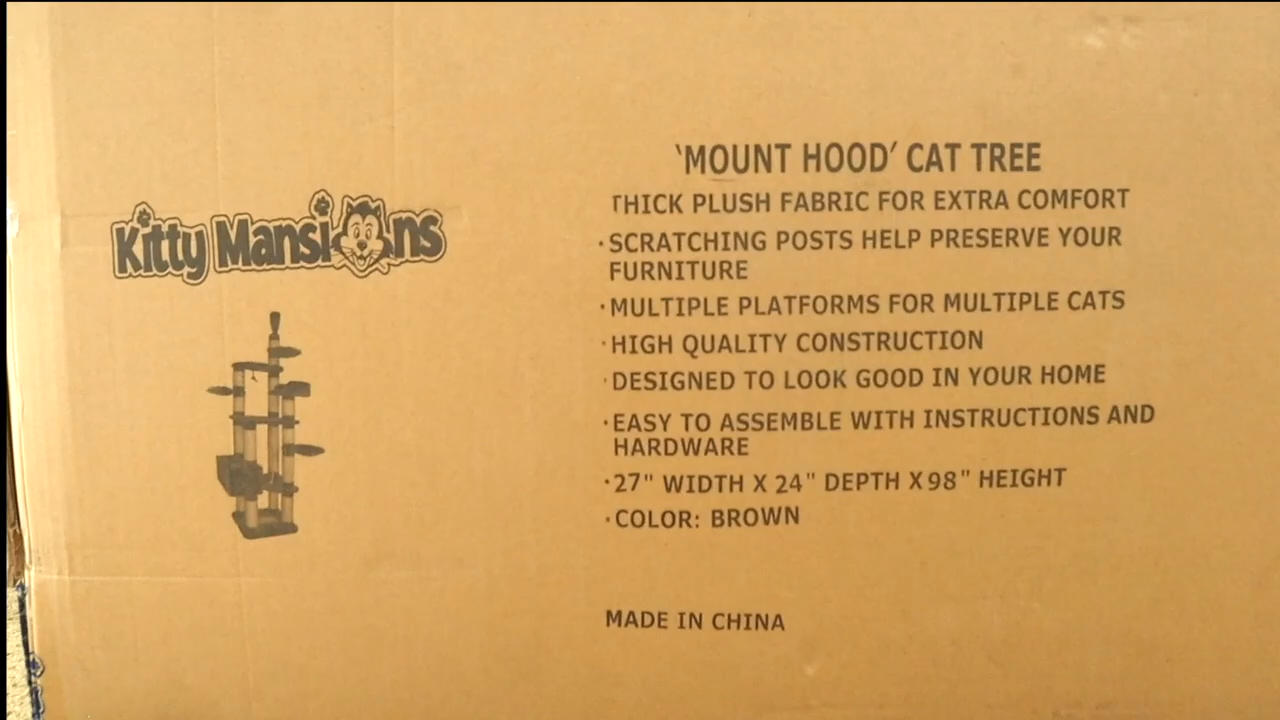 Kitty Mansions
'MOUNT HOOD' CAT TREE
THICK PLUSH FABRIC FOR EXTRA COMFORT
·SCRATCHING POSTS HELP PRESERVE YOUR
FURNITURE
·MULTIPLE PLATFORMS FOR MULTIPLE CATS
·HIGH QUALITY CONSTRUCTION
·DESIGNED TO LOOK GOOD IN YOUR HOME
·EASY TO ASSEMBLE WITH INSTRUCTIONS AND
HARDWARE
·27" WIDTH X 24" DEPTH X 98" HEIGHT
·COLOR: BROWN
MADE IN CHINA